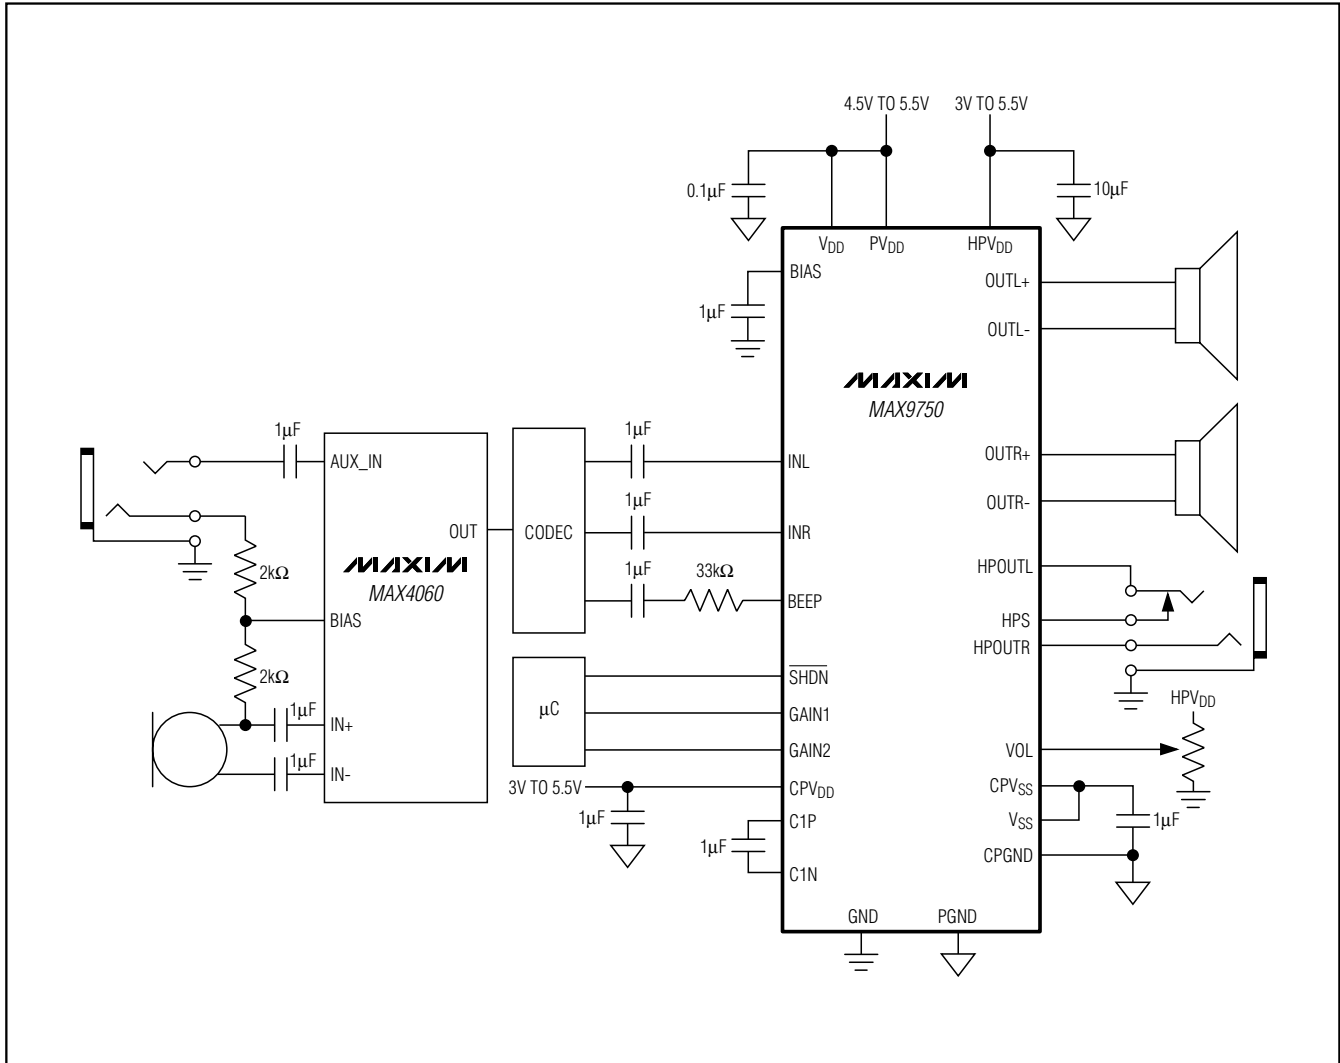 4.5V TO 5.5V
3V TO 5.5V
0.1μF
10μF
VDD
PVDD
HPVDD
BIAS
1μF
OUTL+
OUTL-
MAXIM
MAX9750
OUTR+
OUTR-
1μF
AUX_IN
OUT
CODEC
1μF
INL
1μF
INR
1μF
33kΩ
BEEP
2kΩ
MAXIM
MAX4060
BIAS
2kΩ
1μF
IN+
1μF
IN-
HPOUTL
HPS
HPOUTR
HPVDD
μC
SHDN
GAIN1
GAIN2
VOL
3V TO 5.5V
CPVDD
1μF
C1P
1μF
C1N
CPVSS
VSS
1μF
CPGND
GND
PGND